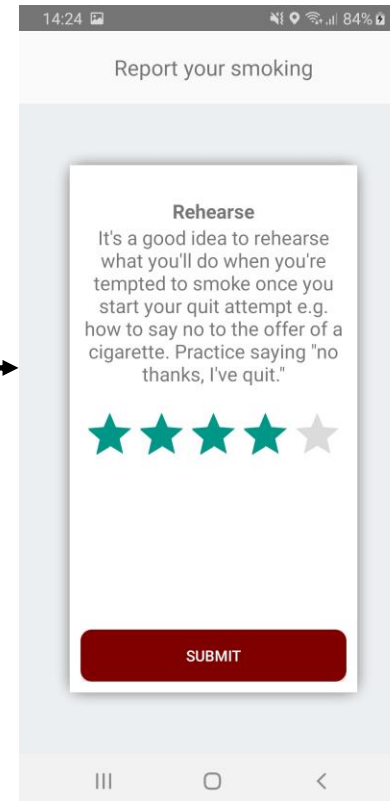 14:24 84%
Report your smoking
Rehearse
It's a good idea to rehearse
what you'll do when you're
tempted to smoke once you
start your quit attempt e.g.
how to say no to the offer of a
cigarette. Practice saying "no
thanks, I've quit."
SUBMIT